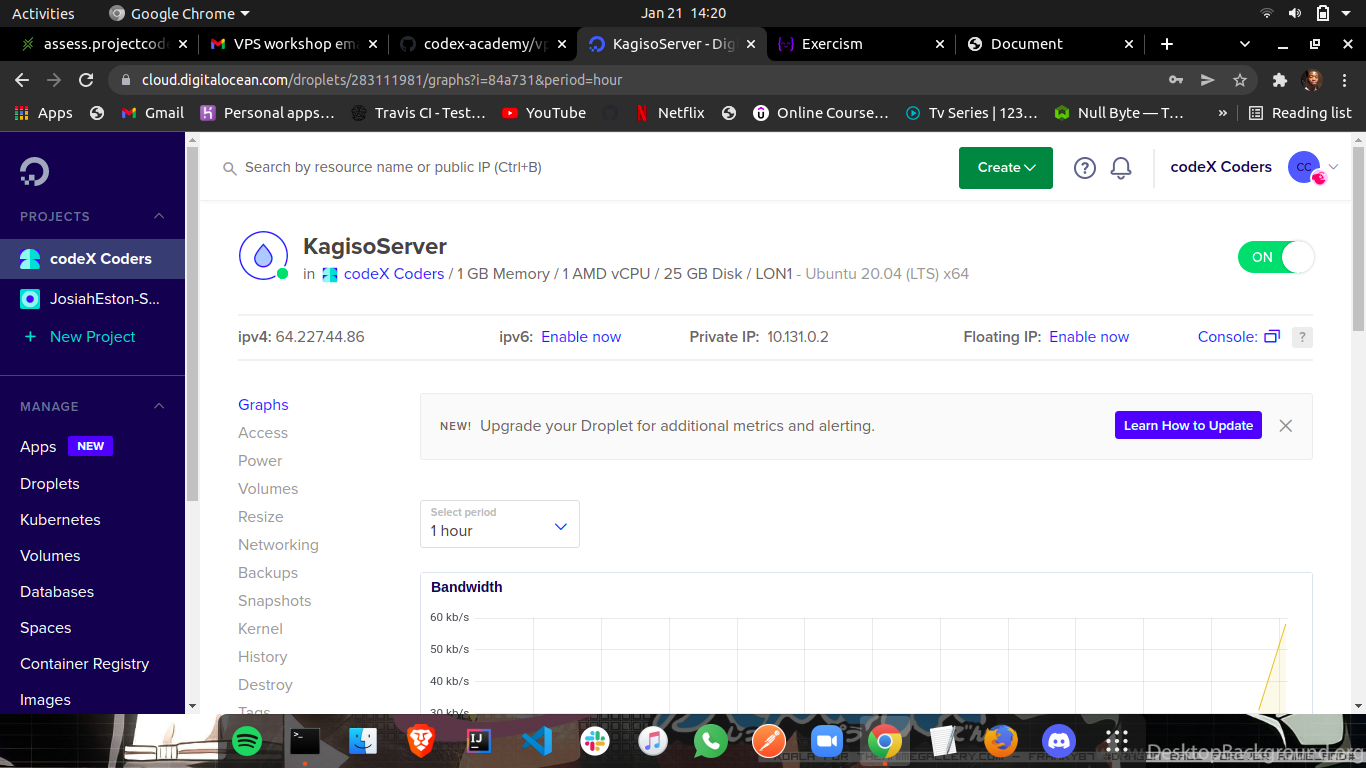 Activities Google Chrome Jan 21 14:20
assess.projectcod VPS workshop ema codex-academy/vp KagisoServer - Dig Exercism Document
cloud.digitalocean.com/droplets/283111981/graphs?i=84a731&period=hour
Apps Gmail Personal apps... Travis CI - Test... YouTube Netflix Online Course... Tv Series | 123... Null Byte — T... » Reading list
Search by resource name or public IP (Ctrl+B) Create ? codeX Coders CC
PROJECTS
codeX Coders
JosiahEston-S...
+ New Project
MANAGE
Apps NEW
Droplets
Kubernetes
Volumes
Databases
Spaces
Container Registry
Images
KagisoServer
in codeX Coders / 1 GB Memory / 1 AMD vCPU / 25 GB Disk / LON1 - Ubuntu 20.04 (LTS) x64
ON
ipv4: 64.227.44.86 ipv6: Enable now Private IP: 10.131.0.2 Floating IP: Enable now Console: ?
Graphs
Access
Power
Volumes
Resize
Networking
Backups
Snapshots
Kernel
History
Destroy
Tags
NEW! Upgrade your Droplet for additional metrics and alerting. Learn How to Update
Select period
1 hour
Bandwidth
60 kb/s
50 kb/s
40 kb/s
30 kb/s
DesktopBackground.org